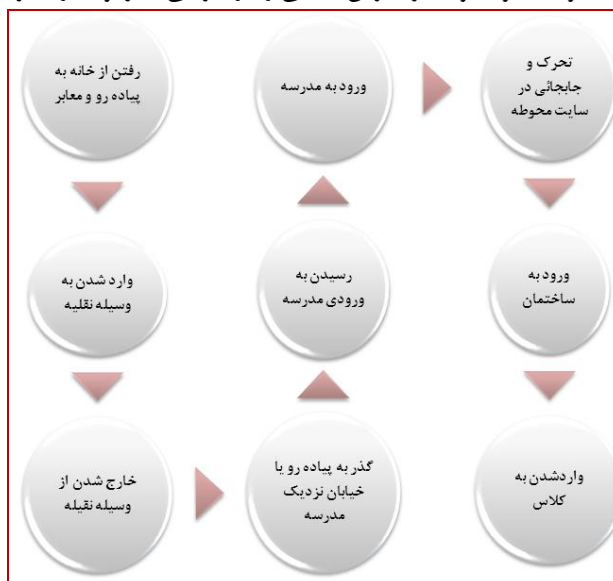 رفتن از خانه به
پیاده رو و معابر
وارد شدن به
وسیله نقلیه
خارج شدن از
وسیله نقیله
گذر به پیاده رو یا
خیابان نزدیک
مدرسه
رسیدن به
ورودی مدرسه
ورود به مدرسه
تحرک و
جابجائی در
سایت محوطه
ورود به
ساختمان
واردشدن به
کلاس